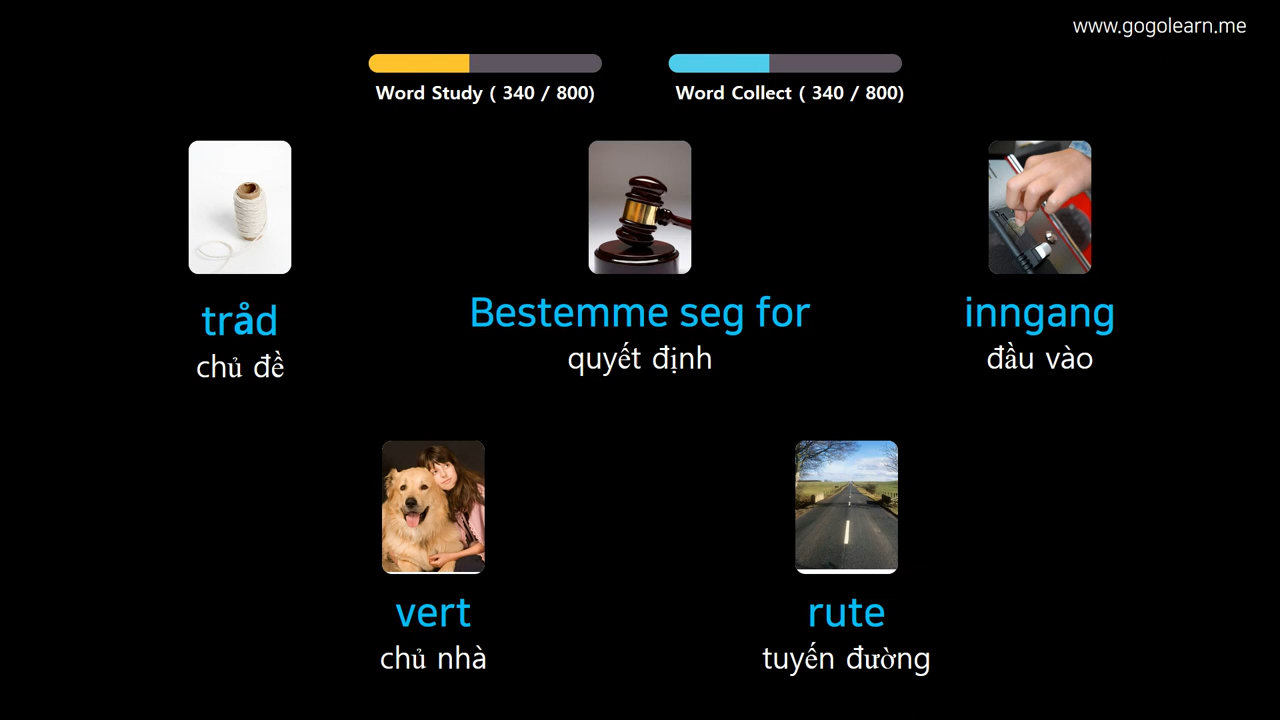 www.gogolearn.me
Word Study ( 340 / 800)
Word Collect ( 340 / 800)
tråd
chủ đề
Bestemme seg for
quyết định
inngang
đầu vào
vert
chủ nhà
rute
tuyến đường